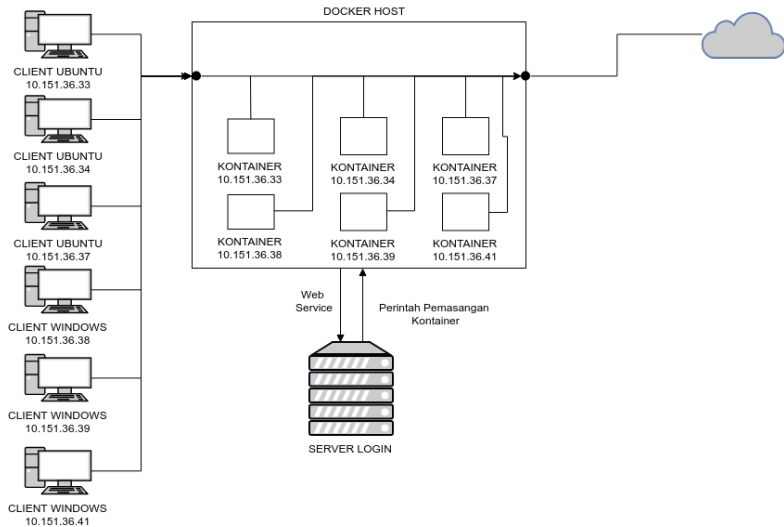 DOCKER HOST
CLIENT UBUNTU
10.151.36.33
CLIENT UBUNTU
10.151.36.34
CLIENT UBUNTU
10.151.36.37
CLIENT WINDOWS
10.151.36.38
CLIENT WINDOWS
10.151.36.39
CLIENT WINDOWS
10.151.36.41
KONTAINER
10.151.36.33
KONTAINER
10.151.36.34
KONTAINER
10.151.36.37
KONTAINER
10.151.36.38
KONTAINER
10.151.36.39
KONTAINER
10.151.36.41
Web
Service
Perintah Pemasangan
Kontainer
SERVER LOGIN